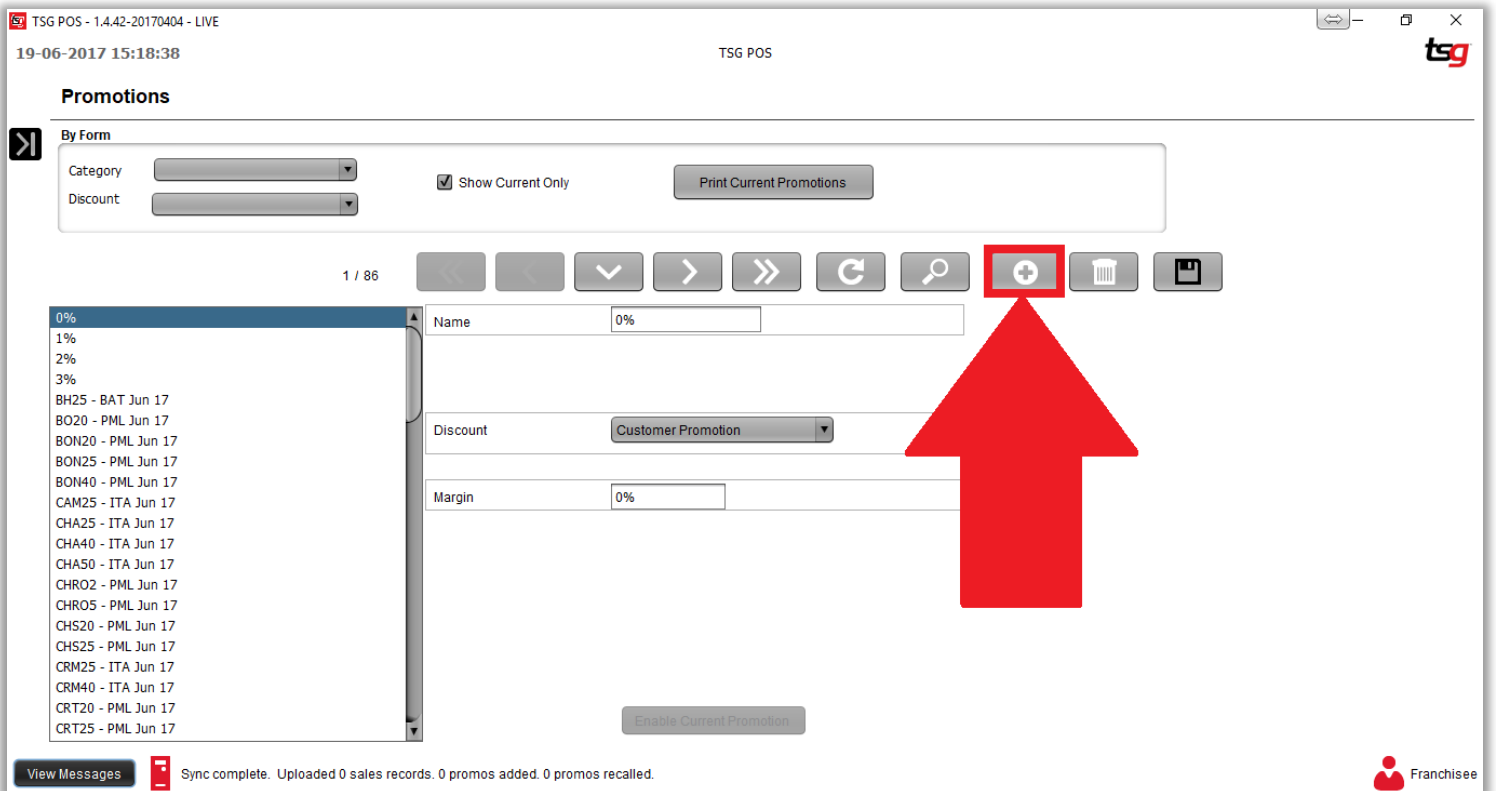 TSG POS - 1.4.42-20170404 - LIVE
19-06-2017 15:18:38
TSG POS
tsg
Promotions
By Form
Category
Show Current Only
Print Current Promotions
Discount
1 / 86
0%
1%
2%
3%
BH25 - BAT Jun 17
BO20 - PML Jun 17
BON20 - PML Jun 17
BON25 - PML Jun 17
BON40 - PML Jun 17
CAM25 - ITA Jun 17
CHA25 - ITA Jun 17
CHA40 - ITA Jun 17
CHA50 - ITA Jun 17
CHRO2 - PML Jun 17
CHRO5 - PML Jun 17
CHS20 - PML Jun 17
CHS25 - PML Jun 17
CRM25 - ITA Jun 17
CRM40 - ITA Jun 17
CRT20 - PML Jun 17
CRT25 - PML Jun 17
Name 0%
Discount Customer Promotion
Margin 0%
Enable Current Promotion
View Messages
Sync complete. Uploaded 0 sales records. 0 promos added. 0 promos recalled.
Franchisee